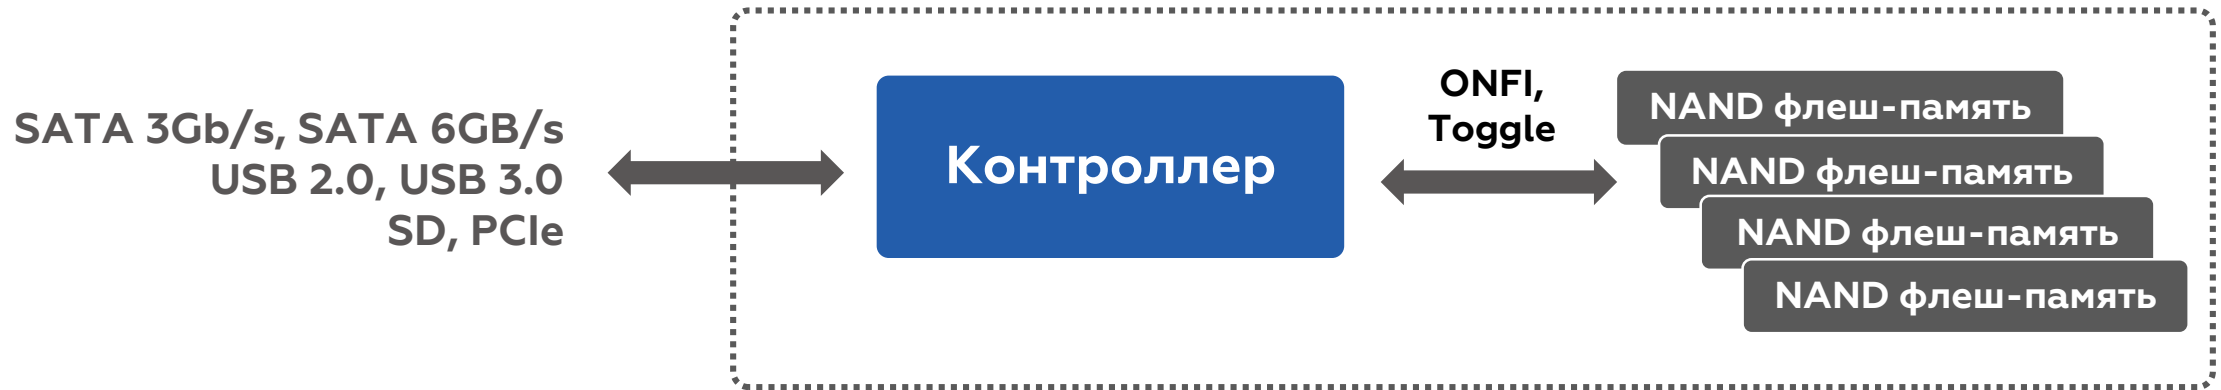 SATA 3Gb/s, SATA 6GB/s
USB 2.0, USB 3.0
SD, PCIe
Контроллер
ONFI,
Toggle
NAND флеш-память
NAND флеш-память
NAND флеш-память
NAND флеш-память